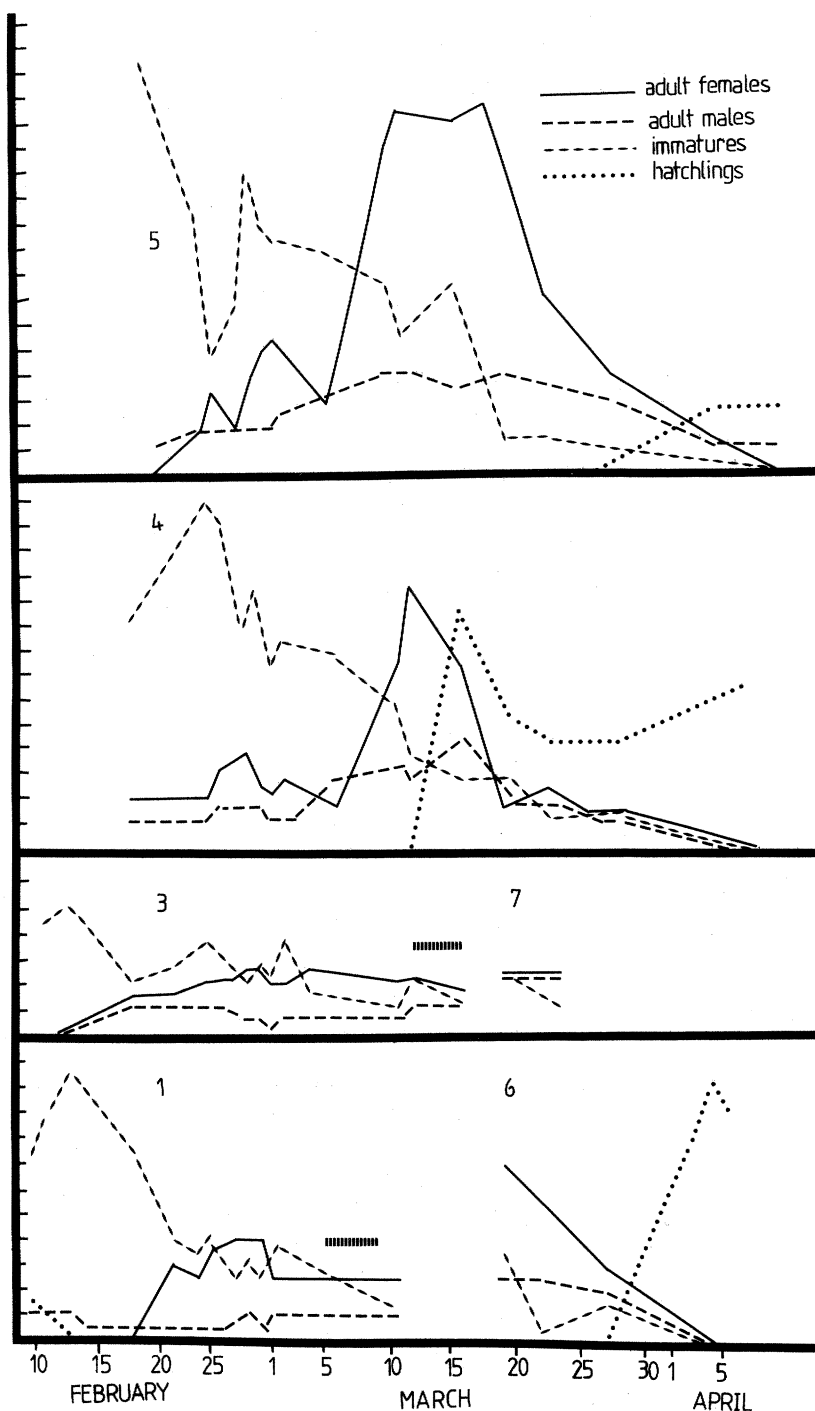 adult females
adult males
immatures
hatchlings
5
4
3
7
1
6
10 15 20 25 1 5 10 15 20 25 30 1 5
FEBRUARY MARCH APRIL